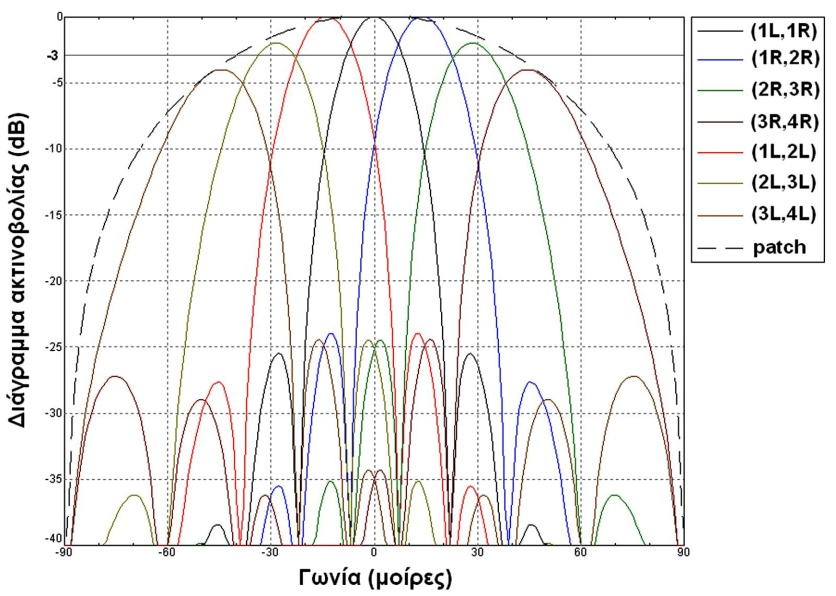 0
-3
-5
-10
-15
-20
-25
-30
-35
-40
-90
-60
-30
0
30
60
90
Διάγραμμα ακτινοβολίας (dB)
Γωνία (μοίρες)
(1L,1R)
(1R,2R)
(2R,3R)
(3R,4R)
(1L,2L)
(2L,3L)
(3L,4L)
patch